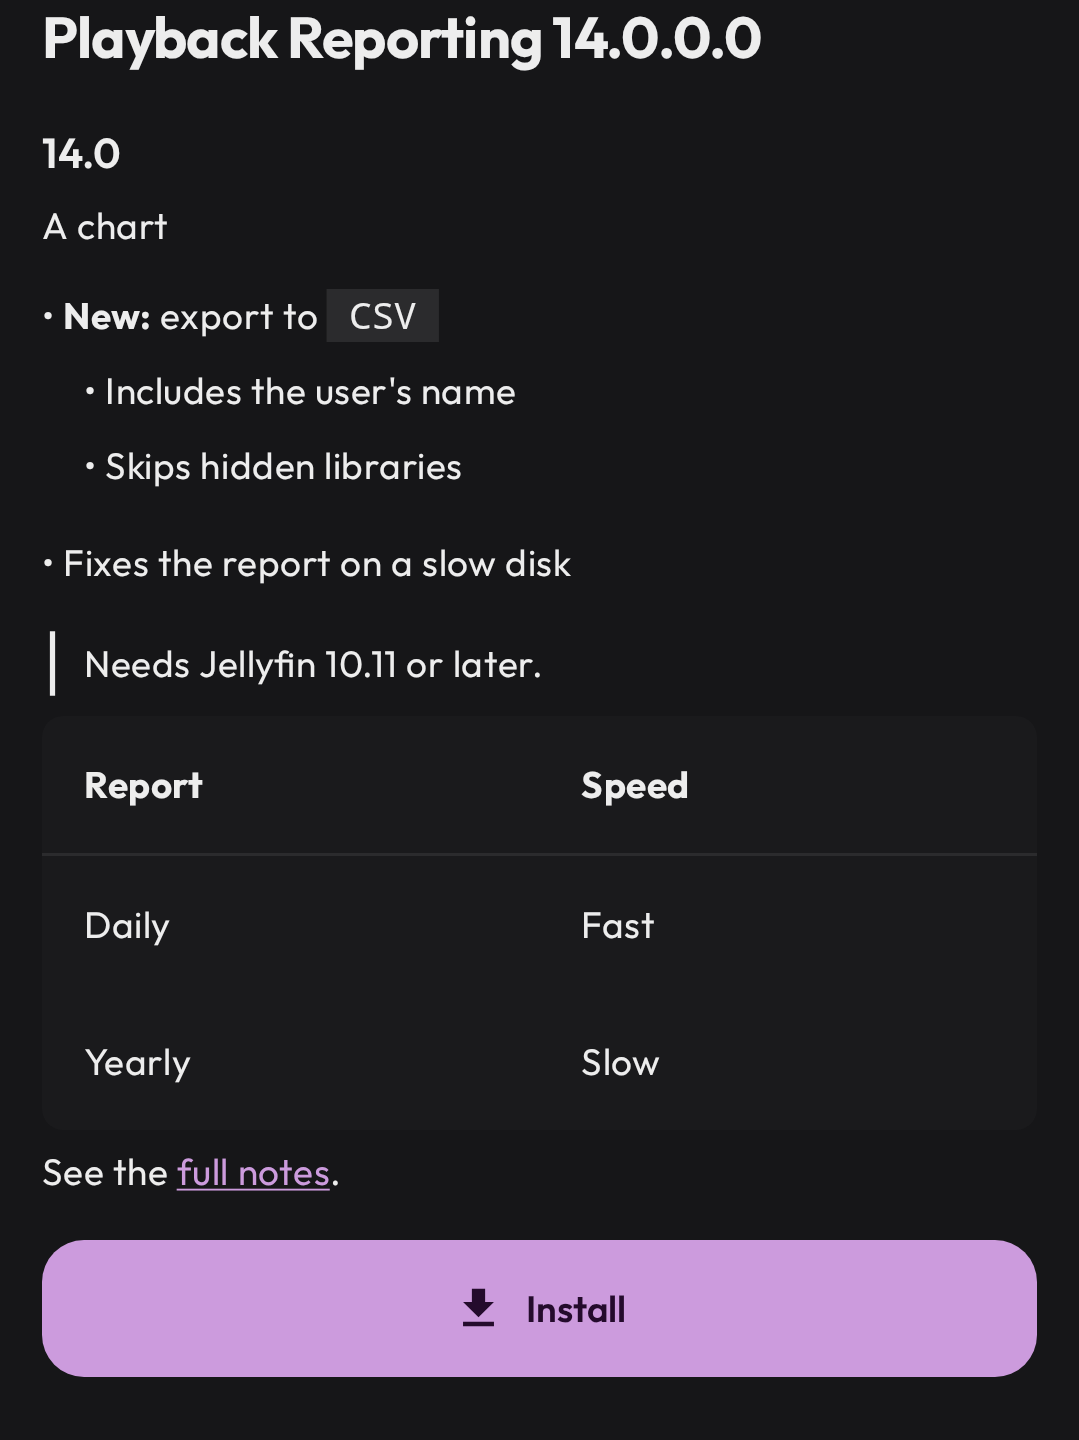 Playback Reporting 14.0.0.0
14.0
A chart
• New: export to CSV
• Includes the user's name
• Skips hidden libraries
• Fixes the report on a slow disk
Needs Jellyfin 10.11 or later.
Report Speed
Daily Fast
Yearly Slow
See the full notes.
Install